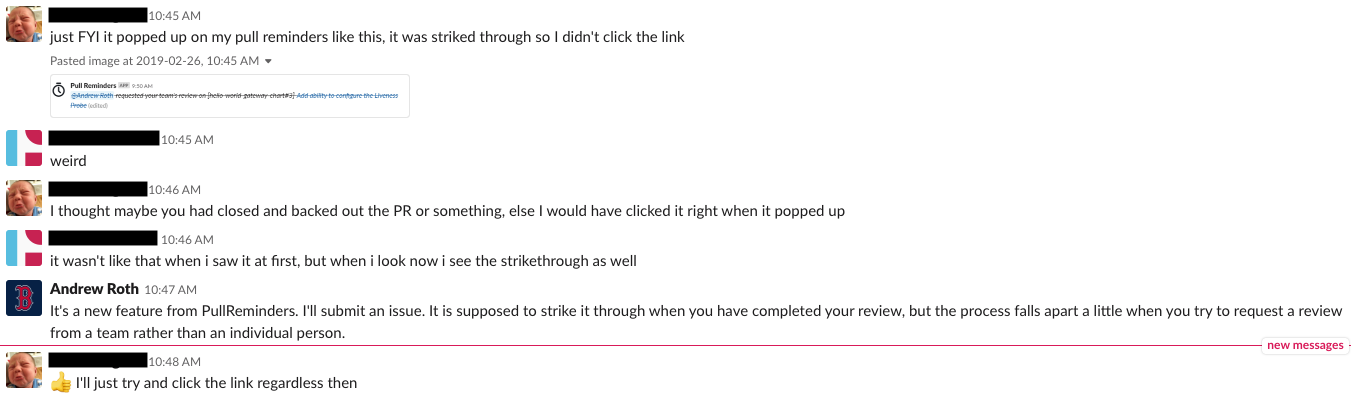 10:45 AM
just FYI it popped up on my pull reminders like this, it was striked through so I didn't click the link
Pasted image at 2019-02-26, 10:45 AM
Pull Reminders APP 9:50 AM
@Andrew Roth requested your team's review on [hello-world-gateway-chart#3] Add ability to configure the Liveness
Probe (edited)
10:45 AM
weird
10:46 AM
I thought maybe you had closed and backed out the PR or something, else I would have clicked it right when it popped up
10:46 AM
it wasn't like that when i saw it at first, but when i look now i see the strikethrough as well
B
Andrew Roth 10:47 AM
It's a new feature from PullReminders. I'll submit an issue. It is supposed to strike it through when you have completed your review, but the process falls apart a little when you try to request a review
from a team rather than an individual person.
new messages
10:48 AM
👍 I'll just try and click the link regardless then